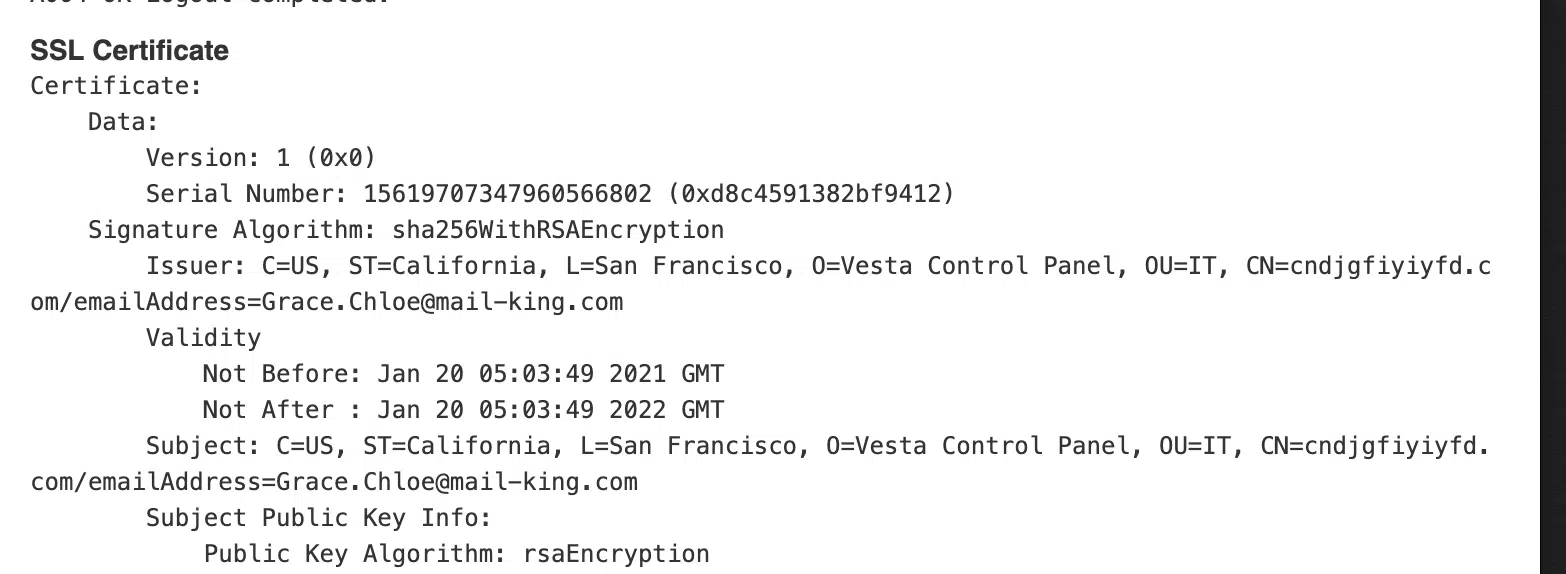 SSL Certificate
Certificate:
    Data:
        Version: 1 (0x0)
        Serial Number: 15619707347960566802 (0xd8c4591382bf9412)
    Signature Algorithm: sha256WithRSAEncryption
        Issuer: C=US, ST=California, L=San Francisco, O=Vesta Control Panel, OU=IT, CN=cndjgfiyiyfd.c
om/emailAddress=Grace.Chloe@mail-king.com
        Validity
            Not Before: Jan 20 05:03:49 2021 GMT
            Not After : Jan 20 05:03:49 2022 GMT
        Subject: C=US, ST=California, L=San Francisco, O=Vesta Control Panel, OU=IT, CN=cndjgfiyiyfd.
com/emailAddress=Grace.Chloe@mail-king.com
        Subject Public Key Info:
            Public Key Algorithm: rsaEncryption